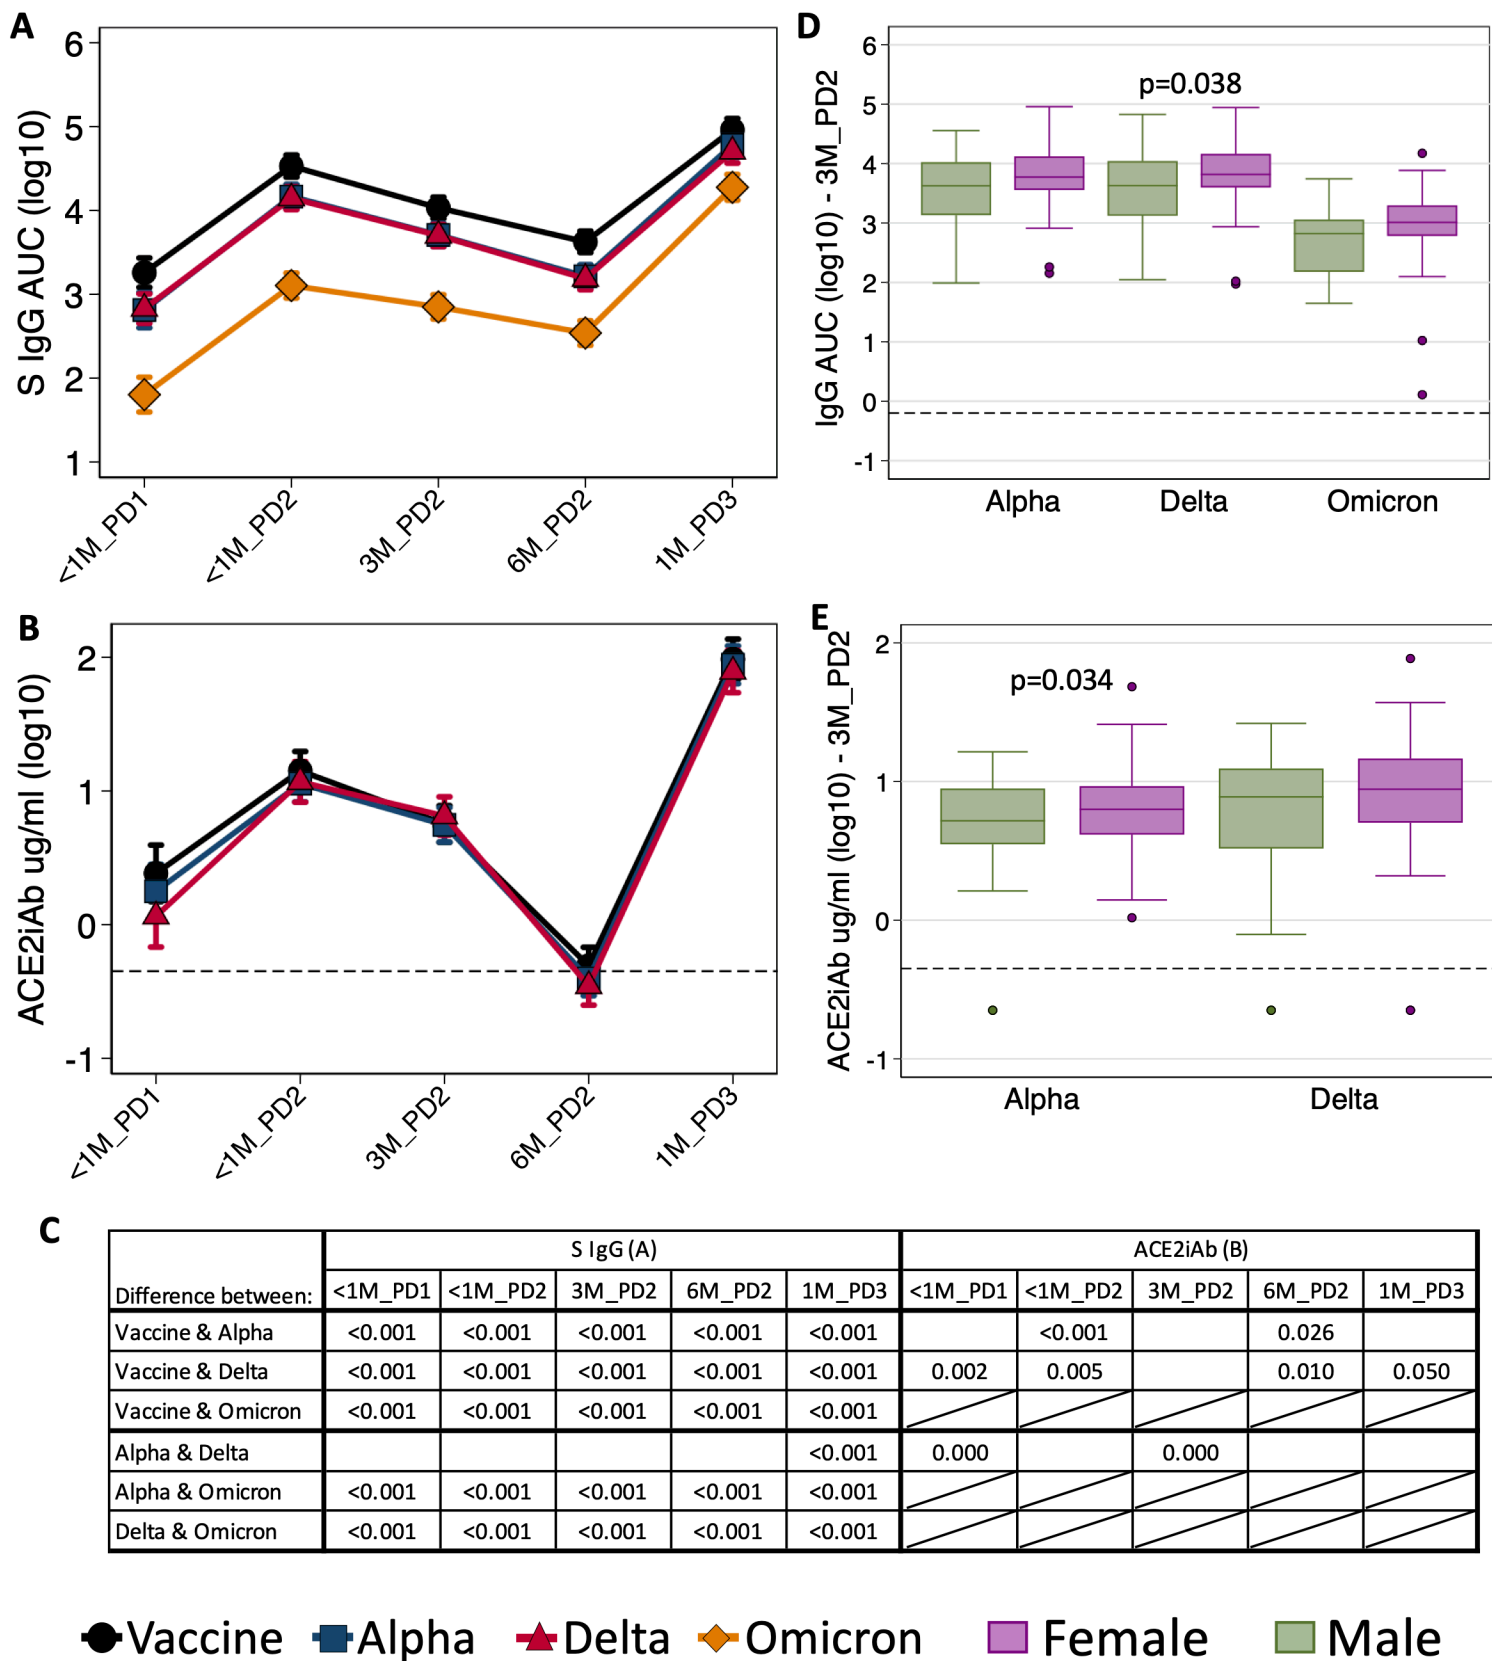 A
S IgG AUC (log10)
6
5
4
3
2
1
<1M_PD1
<1M_PD2
3M_PD2
6M_PD2
1M_PD3
D
IgG AUC (log10) - 3M_PD2
6
5
4
3
2
1
0
-1
p=0.038
Alpha
Delta
Omicron
B
ACE2iAb ug/ml (log10)
2
1
0
-1
<1M_PD1
<1M_PD2
3M_PD2
6M_PD2
1M_PD3
E
ACE2iAb ug/ml (log10) - 3M_PD2
2
1
0
-1
p=0.034
Alpha
Delta
C
S IgG (A) ACE2iAb (B)
Difference between: <1M_PD1 <1M_PD2 3M_PD2 6M_PD2 1M_PD3 <1M_PD1 <1M_PD2 3M_PD2 6M_PD2 1M_PD3
Vaccine & Alpha <0.001 <0.001 <0.001 <0.001 <0.001 <0.001 0.026
Vaccine & Delta <0.001 <0.001 <0.001 <0.001 <0.001 0.002 0.005 0.010 0.050
Vaccine & Omicron <0.001 <0.001 <0.001 <0.001 <0.001
Alpha & Delta <0.001 0.000 0.000
Alpha & Omicron <0.001 <0.001 <0.001 <0.001 <0.001
Delta & Omicron <0.001 <0.001 <0.001 <0.001 <0.001
Vaccine Alpha Delta Omicron Female Male